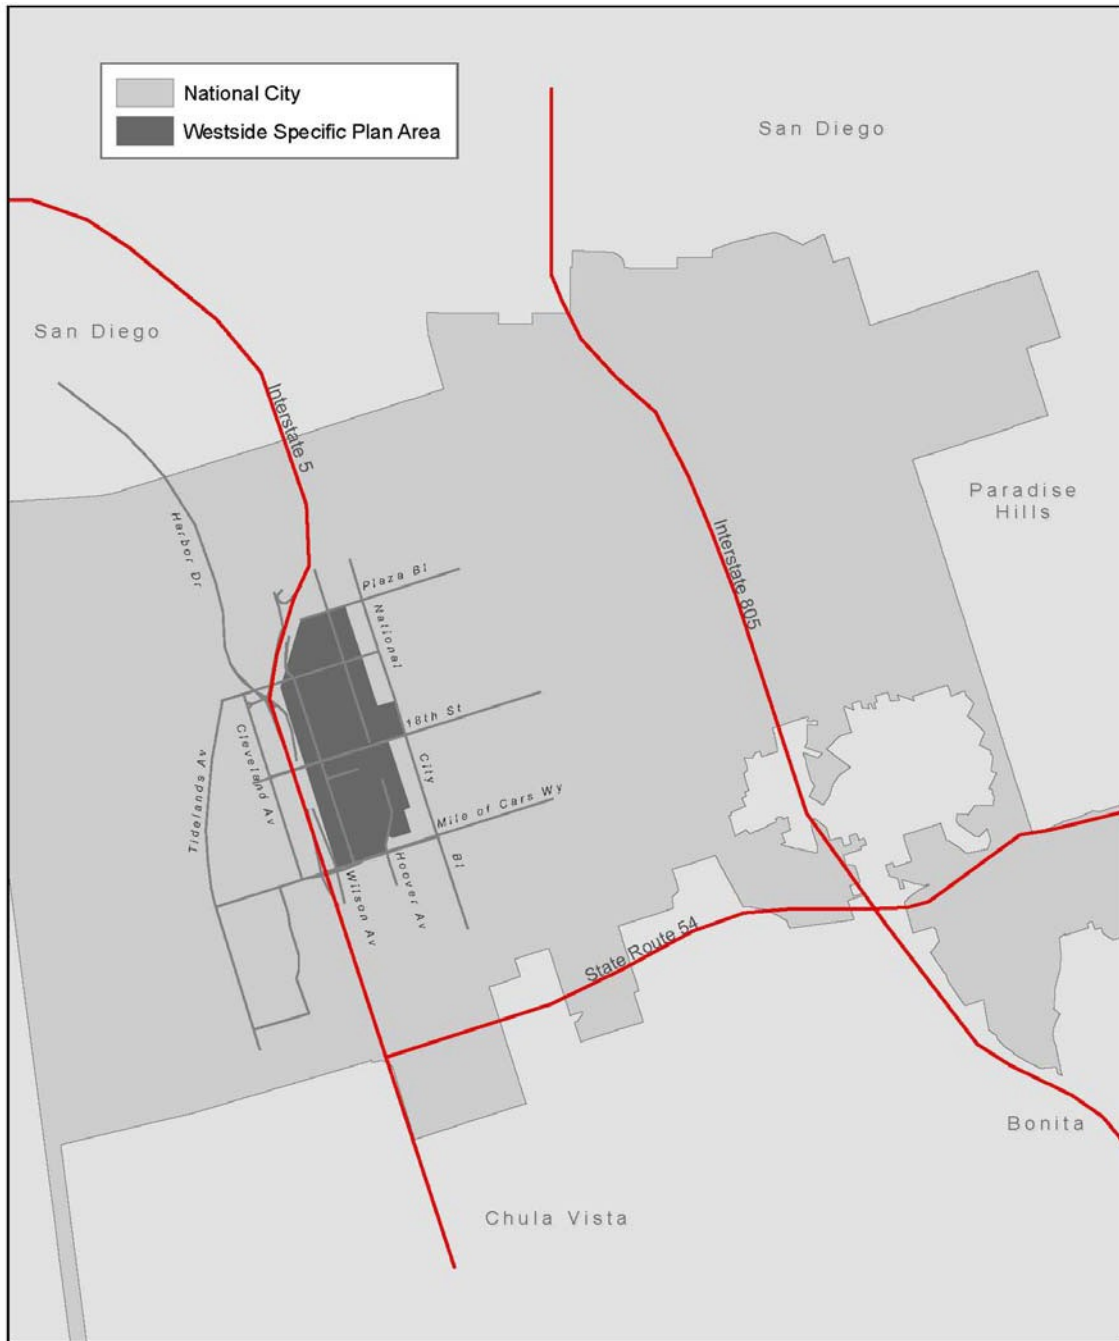 National City
Westside Specific Plan Area
San Diego
San Diego
Interstate 5
Paradise
Hills
Harbor Dr
Interstate 805
Plaza Bl
National
18th St
City
Cleveland Av
Tidelands Av
Mile of Cars Wy
Bl
Hoover Av
Wilson Av
State Route 54
Bonita
Chula Vista